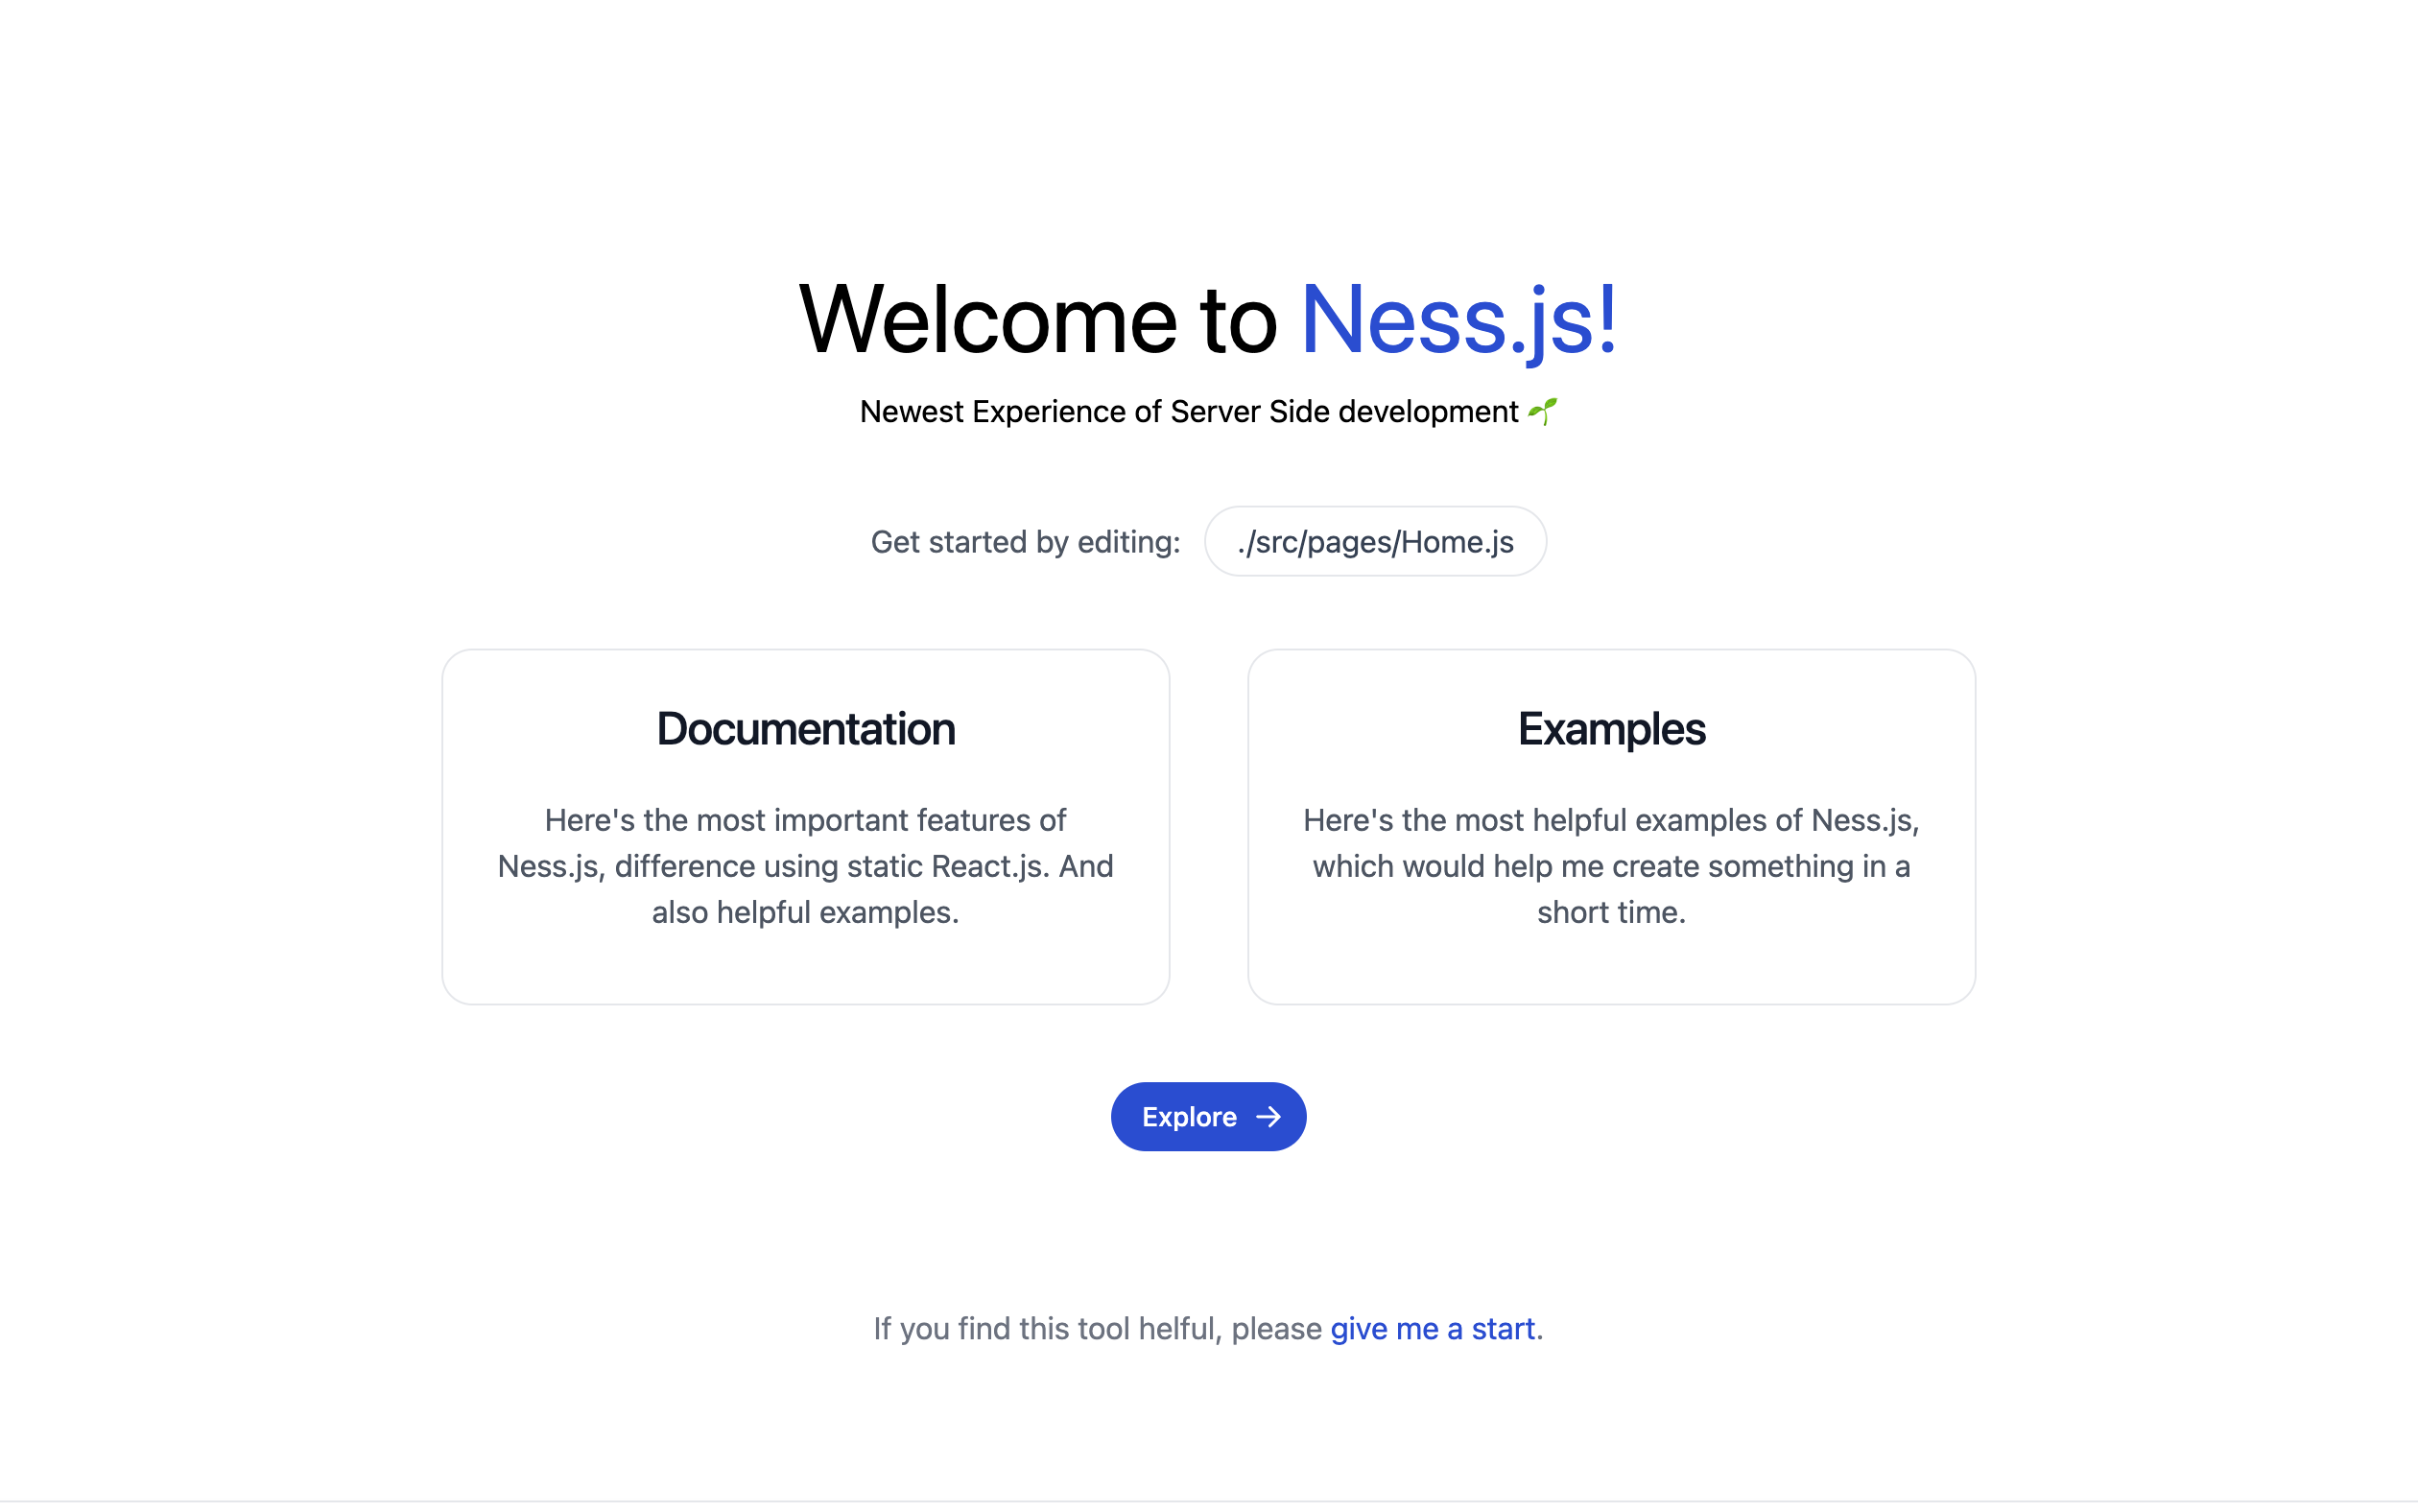 Welcome to Ness.js!
Newest Experience of Server Side development 🌱
Get started by editing: ./src/pages/Home.js
Documentation
Here's the most important features of
Ness.js, difference using static React.js. And
also helpful examples.
Examples
Here's the most helpful examples of Ness.js,
which would help me create something in a
short time.
Explore →
If you find this tool helful, please give me a start.